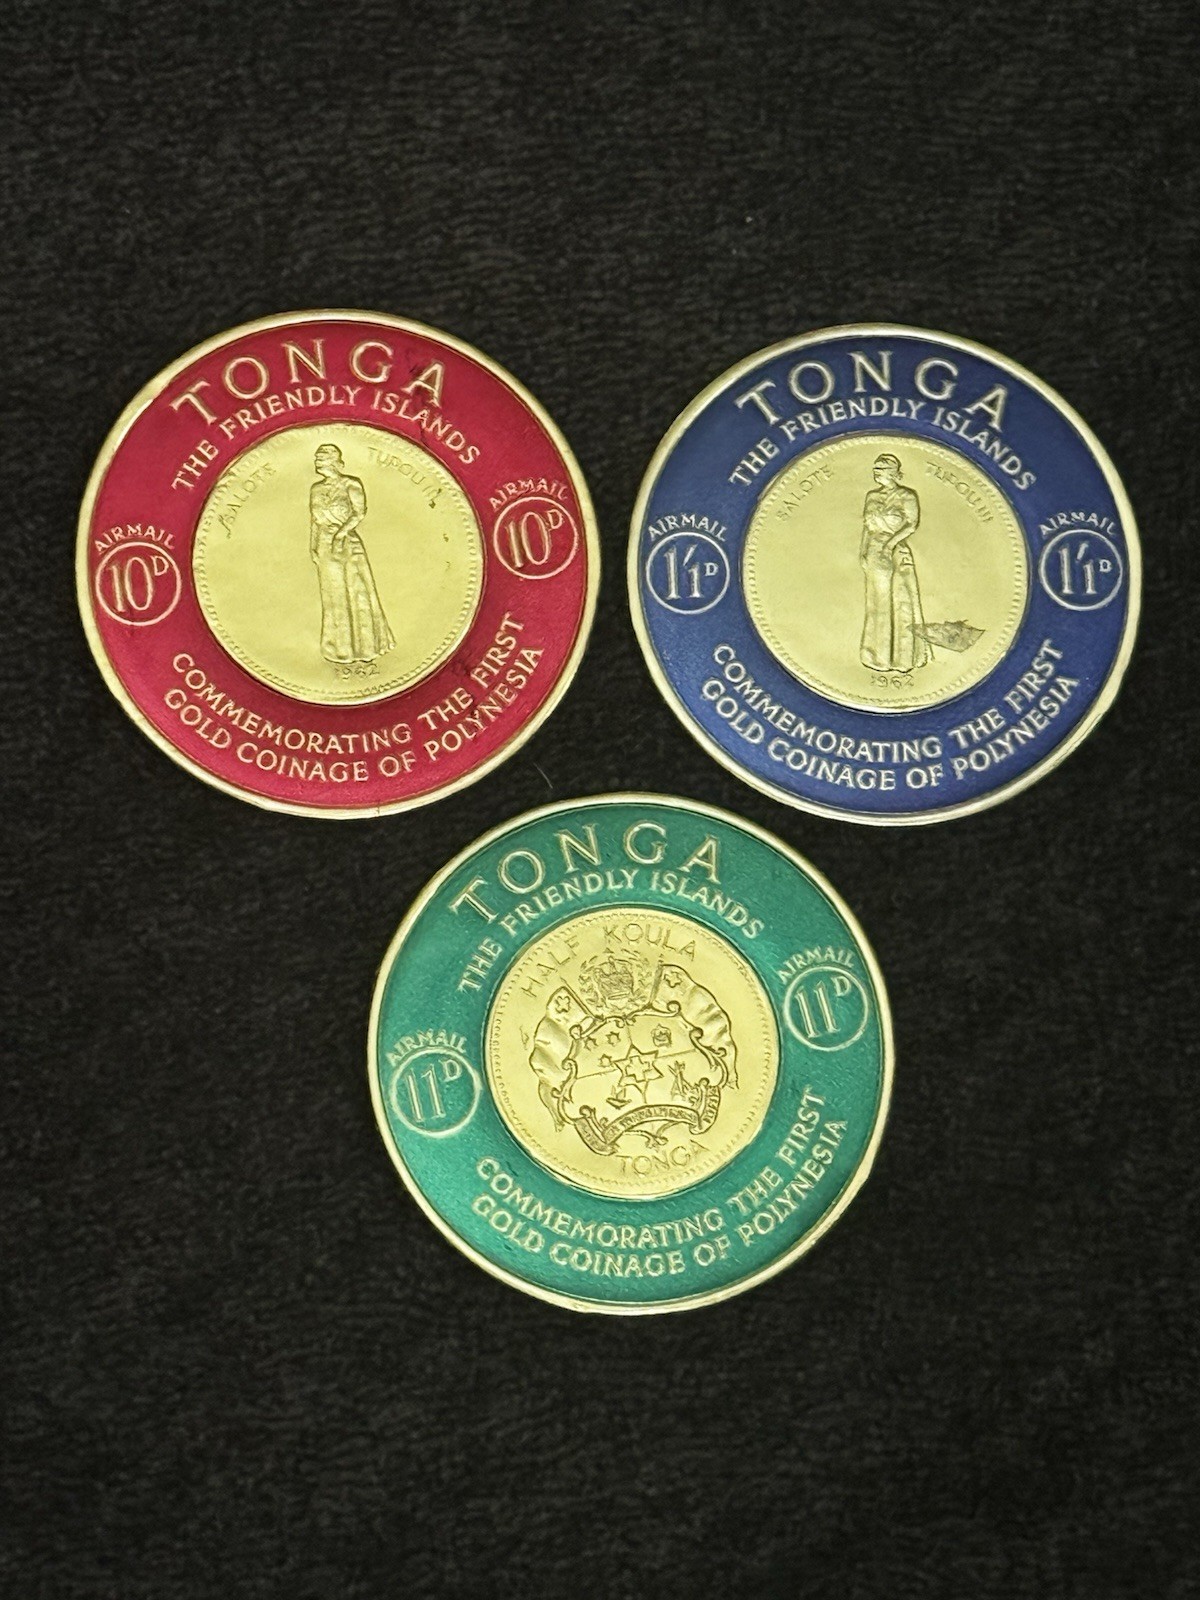 TONGA
THE FRIENDLY ISLANDS
AIRMAIL
10D
AIRMAIL
10D
SALOTE TUPOU III
1962
COMMEMORATING THE FIRST
GOLD COINAGE OF POLYNESIA
TONGA
THE FRIENDLY ISLANDS
AIRMAIL
1'1D
AIRMAIL
1'1D
SALOTE TUPOU III
1962
COMMEMORATING THE FIRST
GOLD COINAGE OF POLYNESIA
TONGA
THE FRIENDLY ISLANDS
AIRMAIL
11D
AIRMAIL
11D
HALF KOULA
TONGA
COMMEMORATING THE FIRST
GOLD COINAGE OF POLYNESIA